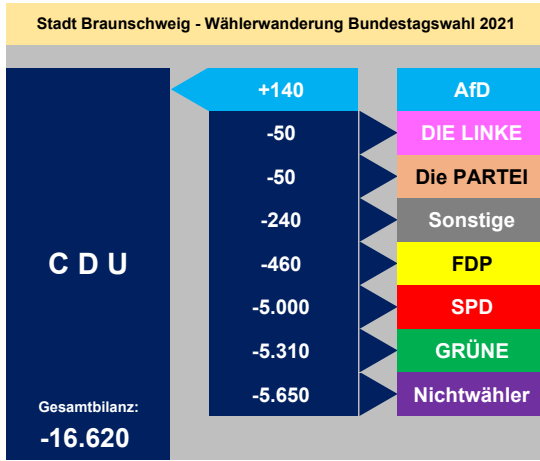 Stadt Braunschweig - Wählerwanderung Bundestagswahl 2021
+140 AfD
-50 DIE LINKE
-50 Die PARTEI
-240 Sonstige
C D U
-460 FDP
-5.000 SPD
-5.310 GRÜNE
-5.650 Nichtwähler
Gesamtbilanz:
-16.620